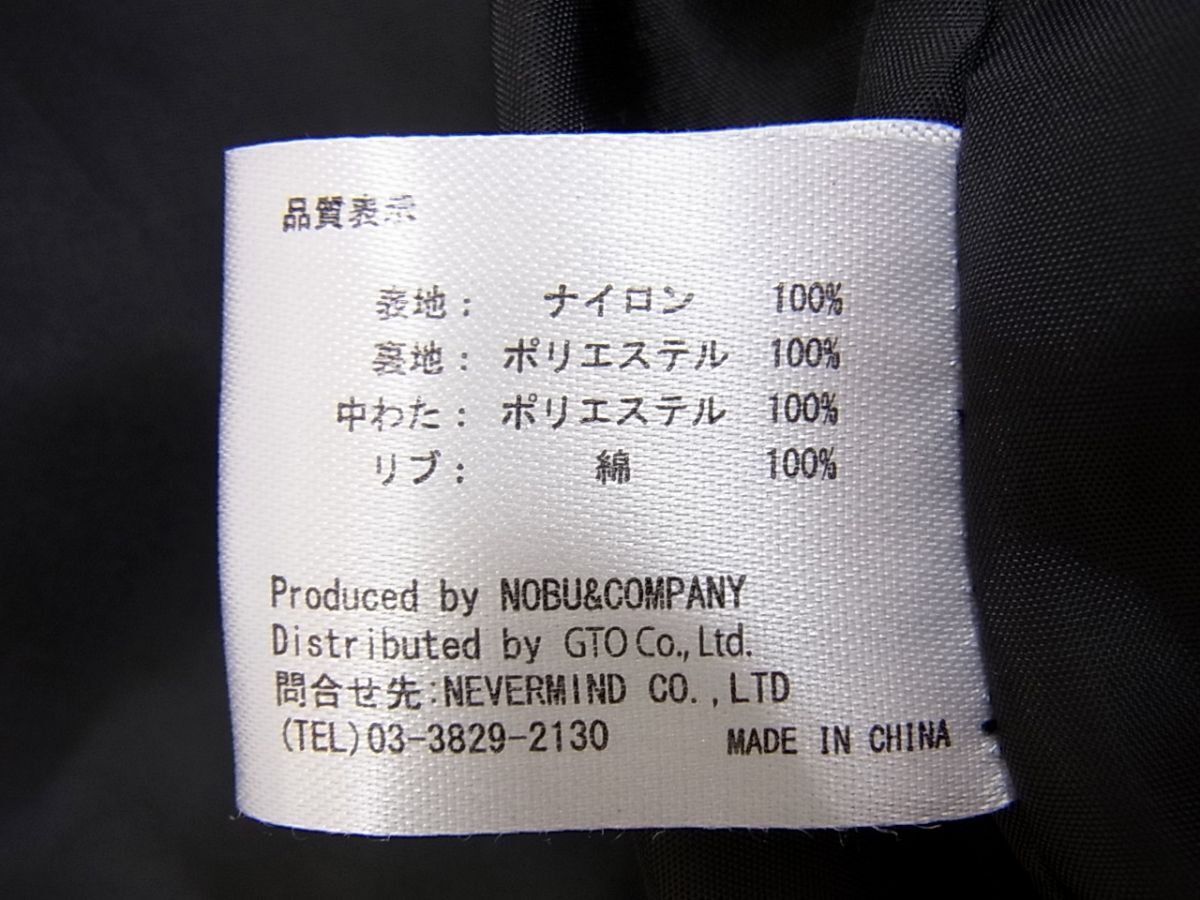 品質表示
表地： ナイロン 100%
裏地： ポリエステル 100%
中わた： ポリエステル 100%
リブ： 綿 100%
Produced by NOBU&COMPANY
Distributed by GTO Co., Ltd.
問合せ先:NEVERMIND CO.,LTD
(TEL)03-3829-2130 MADE IN CHINA